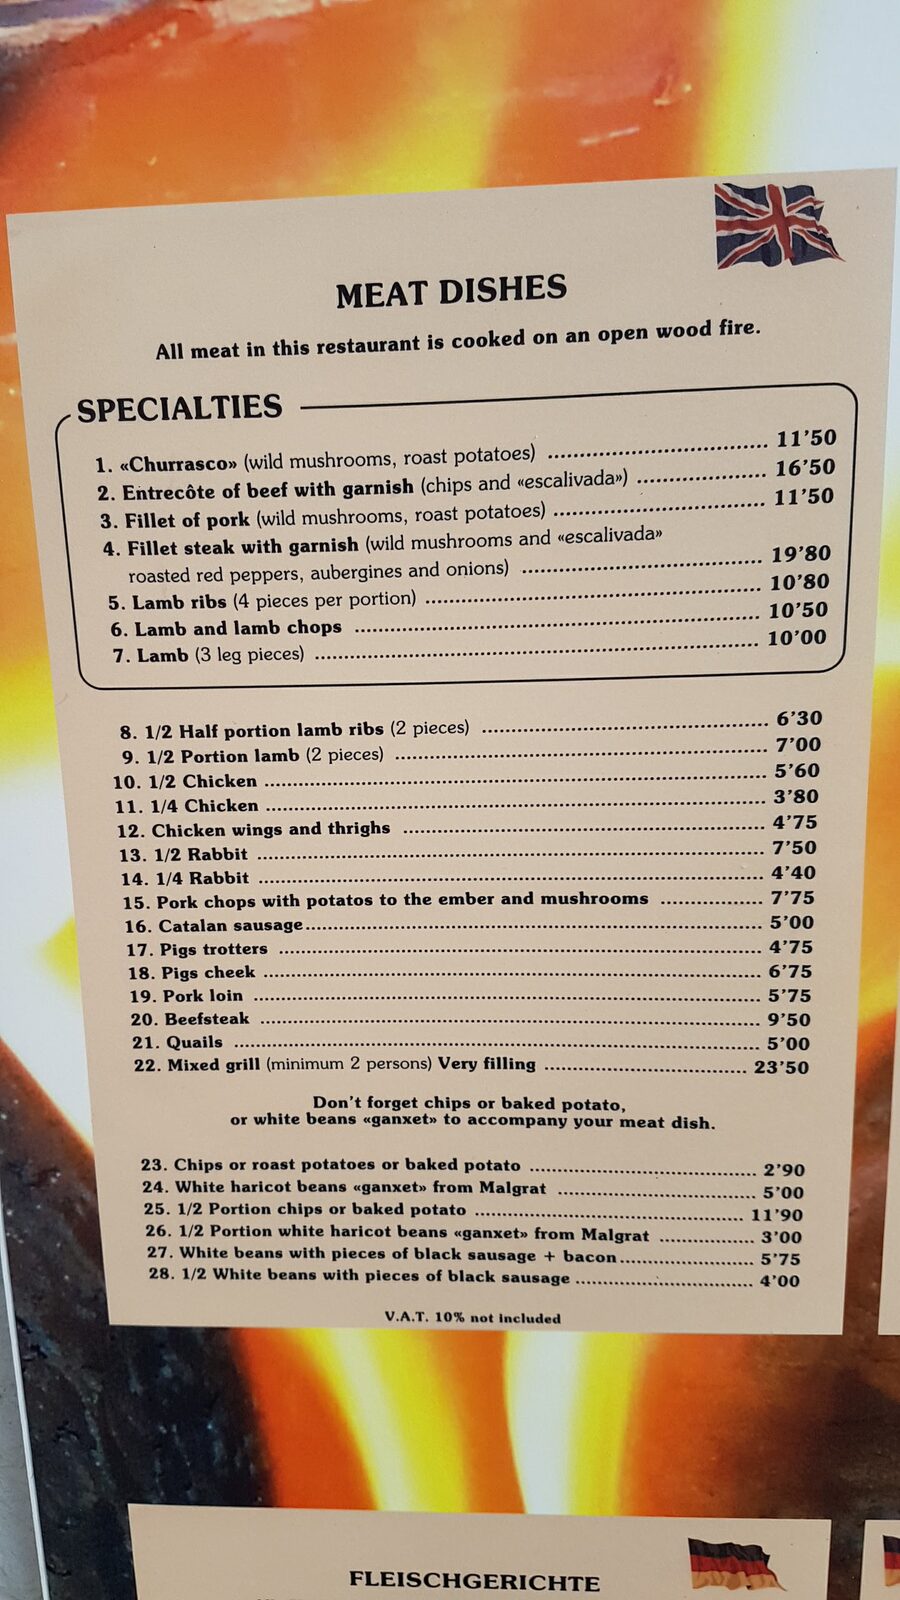 MEAT DISHES
All meat in this restaurant is cooked on an open wood fire.
SPECIALTIES
1. «Churrasco» (wild mushrooms, roast potatoes) ........ 11'50
2. Entrecôte of beef with garnish (chips and «escalivada») ........ 16'50
3. Fillet of pork (wild mushrooms, roast potatoes) ........ 11'50
4. Fillet steak with garnish (wild mushrooms and «escalivada»
roasted red peppers, aubergines and onions) ........ 19'80
5. Lamb ribs (4 pieces per portion) ........ 10'80
6. Lamb and lamb chops ........ 10'50
7. Lamb (3 leg pieces) ........ 10'00
8. 1/2 Half portion lamb ribs (2 pieces) ........ 6'30
9. 1/2 Portion lamb (2 pieces) ........ 7'00
10. 1/2 Chicken ........ 5'60
11. 1/4 Chicken ........ 3'80
12. Chicken wings and thrighs ........ 4'75
13. 1/2 Rabbit ........ 7'50
14. 1/4 Rabbit ........ 4'40
15. Pork chops with potatos to the ember and mushrooms ........ 7'75
16. Catalan sausage ........ 5'00
17. Pigs trotters ........ 4'75
18. Pigs cheek ........ 6'75
19. Pork loin ........ 5'75
20. Beefsteak ........ 9'50
21. Quails ........ 5'00
22. Mixed grill (minimum 2 persons) Very filling ........ 23'50
Don't forget chips or baked potato,
or white beans «ganxet» to accompany your meat dish.
23. Chips or roast potatoes or baked potato ........ 2'90
24. White haricot beans «ganxet» from Malgrat ........ 5'00
25. 1/2 Portion chips or baked potato ........ 11'90
26. 1/2 Portion white haricot beans «ganxet» from Malgrat ........ 3'00
27. White beans with pieces of black sausage + bacon ........ 5'75
28. 1/2 White beans with pieces of black sausage ........ 4'00
V.A.T. 10% not included
FLEISCHGERICHTE